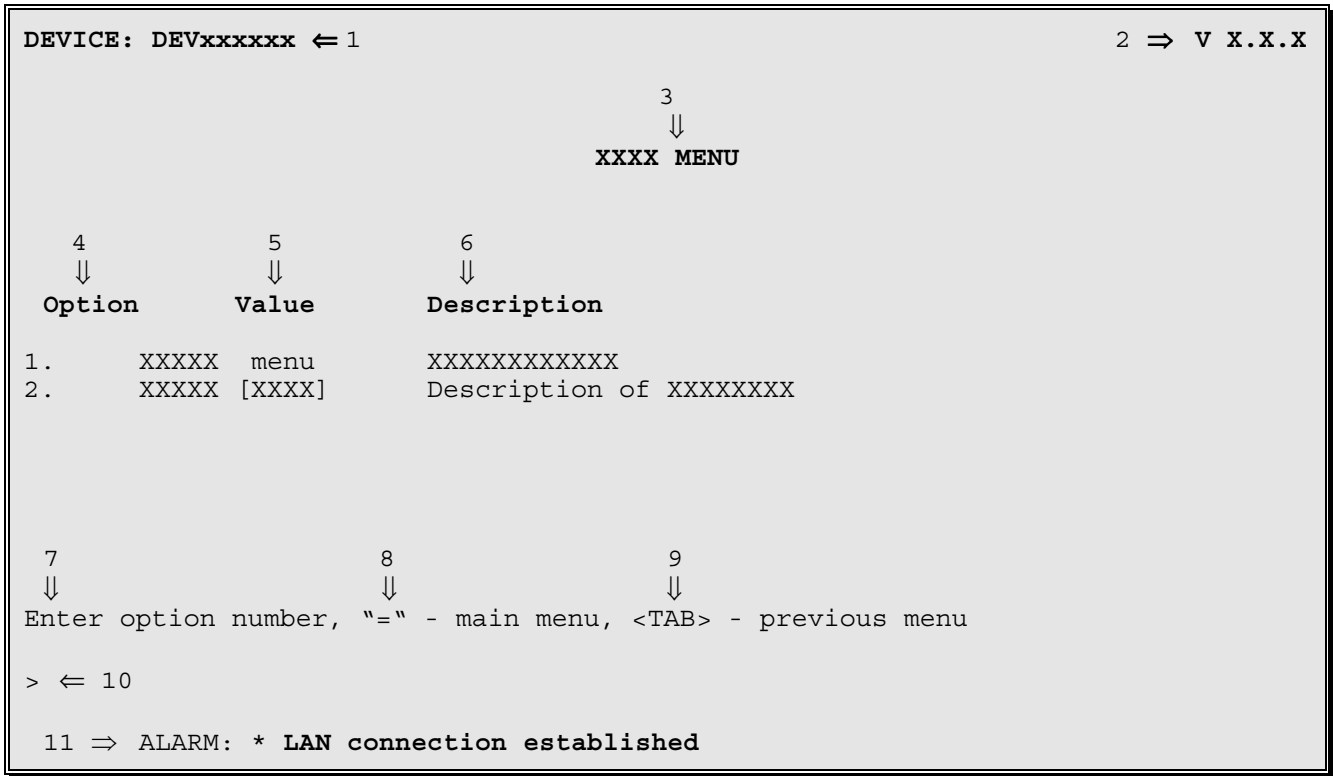 DEVICE: DEVxxxxxx ⇐ 1 2 ⇒ V X.X.X
3
⇓
XXXX MENU
4 5 6
⇓ ⇓ ⇓
Option Value Description
1. XXXXX menu XXXXXXXXXXXX
2. XXXXX [XXXX] Description of XXXXXXXX
7 8 9
⇓ ⇓ ⇓
Enter option number, “=“ - main menu, <TAB> - previous menu
> ⇐ 10
11 ⇒ ALARM: * LAN connection established